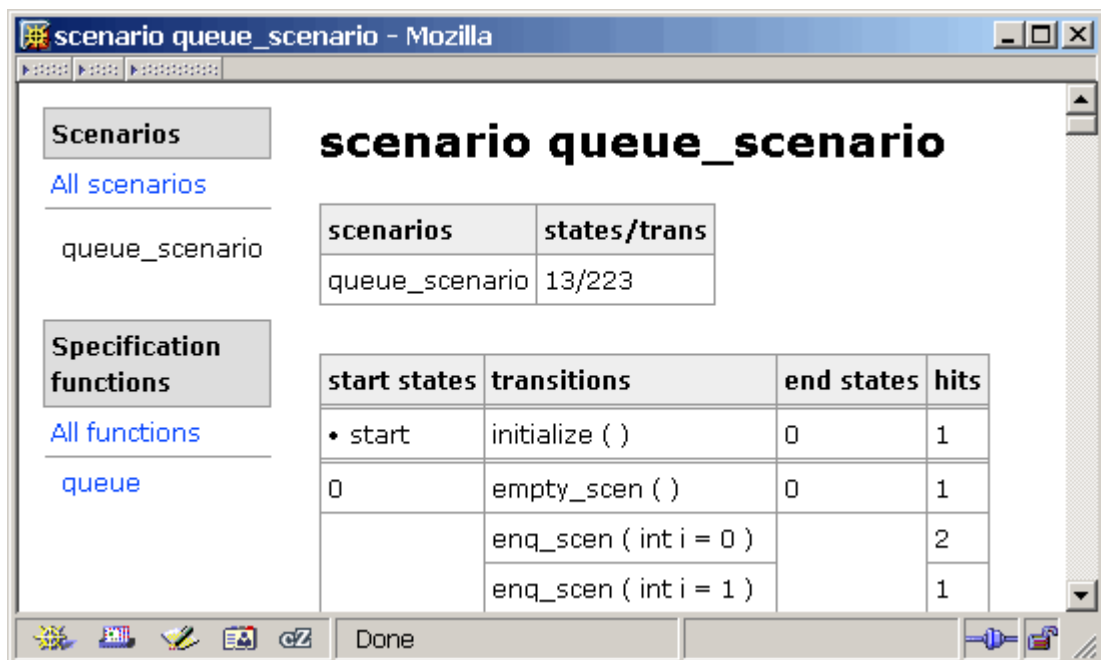 scenario queue_scenario - Mozilla
Scenarios
All scenarios
queue_scenario
Specification
functions
All functions
queue
scenario queue_scenario
scenarios states/trans
queue_scenario 13/223
start states transitions end states hits
• start initialize ( ) 0 1
0 empty_scen ( ) 0 1
enq_scen ( int i = 0 ) 2
enq_scen ( int i = 1 ) 1
Done